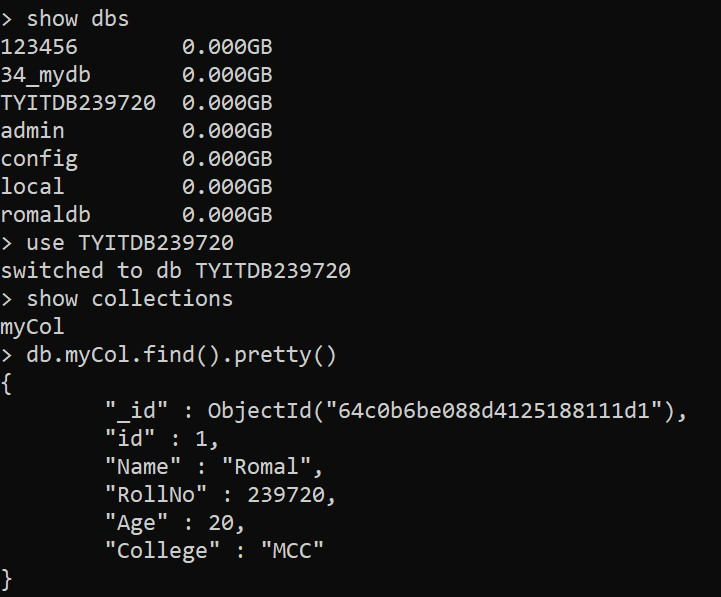 > show dbs
123456        0.000GB
34_mydb       0.000GB
TYITDB239720  0.000GB
admin         0.000GB
config        0.000GB
local         0.000GB
romaldb       0.000GB
> use TYITDB239720
switched to db TYITDB239720
> show collections
myCol
> db.myCol.find().pretty()
{
        "_id" : ObjectId("64c0b6be088d4125188111d1"),
        "id" : 1,
        "Name" : "Romal",
        "RollNo" : 239720,
        "Age" : 20,
        "College" : "MCC"
}